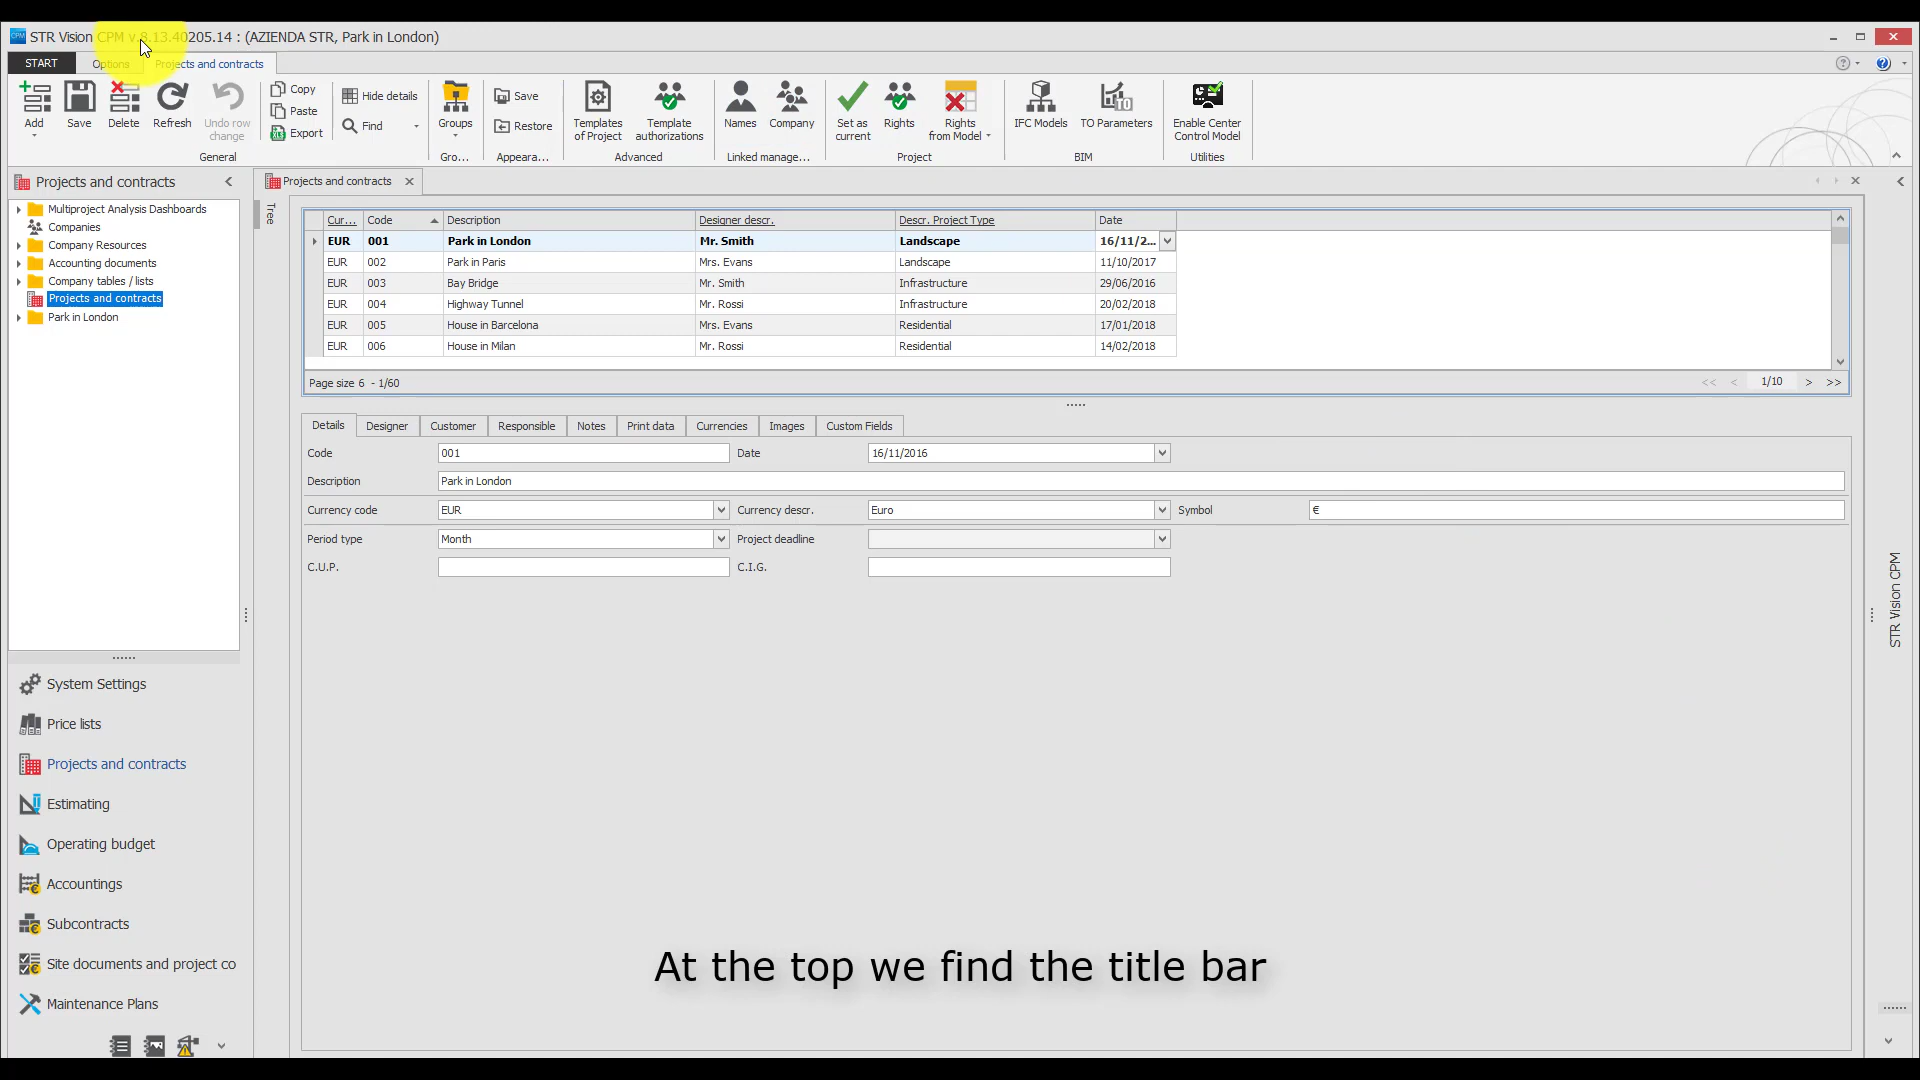 STR Vision CPM v.8.13.40205.14 : (AZIENDA STR, Park in London)
START Options Projects and contracts
Add Save Delete Refresh Undo row change
Copy
Paste
Export
Hide details
Find
Groups
Save
Restore
Templates of Project
Template authorizations
Names Company
Set as current
Rights
Rights from Model
IFC Models TO Parameters
Enable Center Control Model
General Gro... Appeara... Advanced Linked manage... Project BIM Utilities
Projects and contracts
Multiproject Analysis Dashboards
Companies
Company Resources
Accounting documents
Company tables / lists
Projects and contracts
Park in London
System Settings
Price lists
Projects and contracts
Estimating
Operating budget
Accountings
Subcontracts
Site documents and project co
Maintenance Plans
Projects and contracts
Tree
Cur... Code Description Designer descr. Descr. Project Type Date
EUR 001 Park in London Mr. Smith Landscape 16/11/2...
EUR 002 Park in Paris Mrs. Evans Landscape 11/10/2017
EUR 003 Bay Bridge Mr. Smith Infrastructure 29/06/2016
EUR 004 Highway Tunnel Mr. Rossi Infrastructure 20/02/2018
EUR 005 House in Barcelona Mrs. Evans Residential 17/01/2018
EUR 006 House in Milan Mr. Rossi Residential 14/02/2018
Page size 6 - 1/60 << < 1/10 > >>
Details Designer Customer Responsible Notes Print data Currencies Images Custom Fields
Code 001 Date 16/11/2016
Description Park in London
Currency code EUR Currency descr. Euro Symbol €
Period type Month Project deadline
C.U.P. C.I.G.
STR Vision CPM
At the top we find the title bar